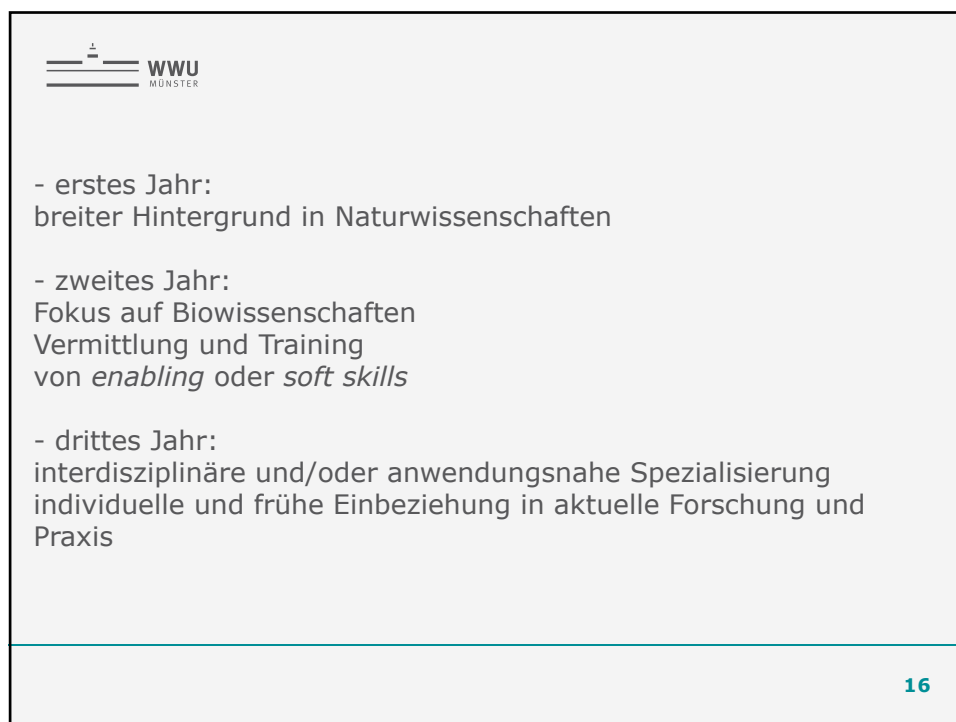 WWU
MÜNSTER
- erstes Jahr:
breiter Hintergrund in Naturwissenschaften
- zweites Jahr:
Fokus auf Biowissenschaften
Vermittlung und Training
von enabling oder soft skills
- drittes Jahr:
interdisziplinäre und/oder anwendungsnahe Spezialisierung
individuelle und frühe Einbeziehung in aktuelle Forschung und
Praxis
16